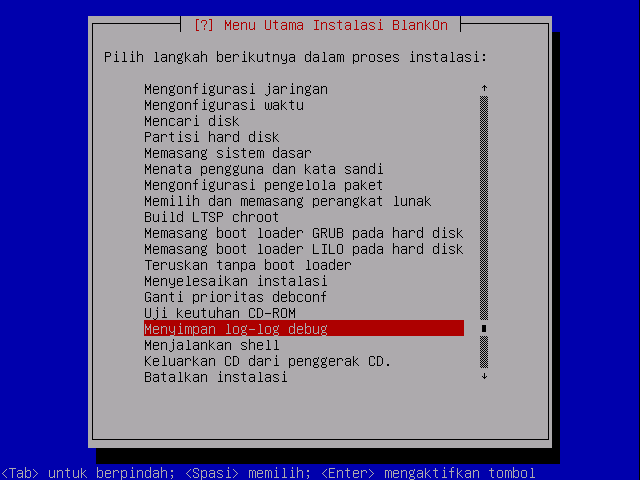 [?] Menu Utama Instalasi BlankOn
Pilih langkah berikutnya dalam proses instalasi:
Mengonfigurasi jaringan
Mengonfigurasi waktu
Mencari disk
Partisi hard disk
Memasang sistem dasar
Menata pengguna dan kata sandi
Mengonfigurasi pengelola paket
Memilih dan memasang perangkat lunak
Build LTSP chroot
Memasang boot loader GRUB pada hard disk
Memasang boot loader LILO pada hard disk
Teruskan tanpa boot loader
Menyelesaikan instalasi
Ganti prioritas debconf
Uji keutuhan CD-ROM
Menyimpan log-log debug
Menjalankan shell
Keluarkan CD dari penggerak CD.
Batalkan instalasi
<Tab> untuk berpindah; <Spasi> memilih; <Enter> mengaktifkan tombol